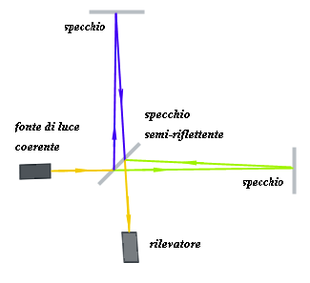 specchio
specchio
semi-riflettente
fonte di luce
coerente
specchio
rilevatore